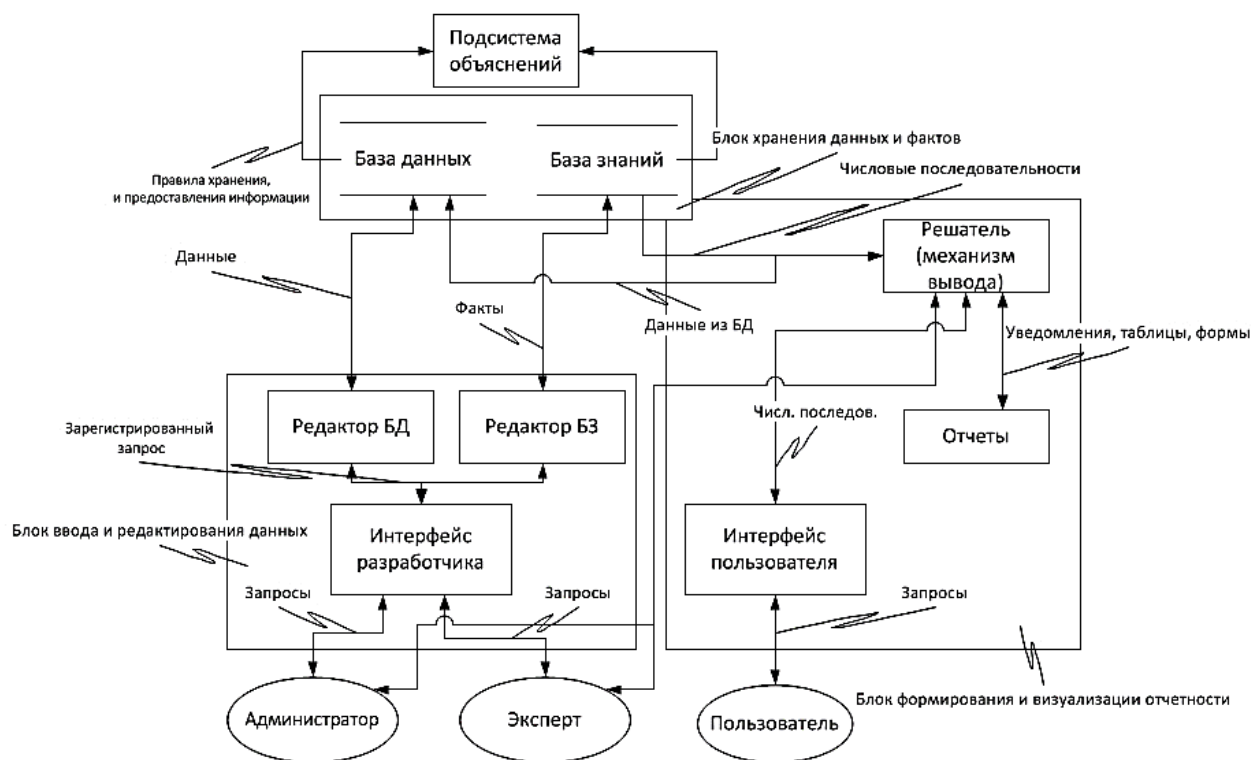 Подсистема
объяснений
База данных
База знаний
Блок хранения данных и фактов
Числовые последовательности
Правила хранения,
и предоставления информации
Решатель
(механизм
вывода)
Данные
Факты
Данные из БД
Уведомления, таблицы, формы
Редактор БД
Редактор БЗ
Числ. последов.
Отчеты
Зарегистрированный
запрос
Блок ввода и редактирования данных
Интерфейс
разработчика
Интерфейс
пользователя
Запросы
Запросы
Запросы
Блок формирования и визуализации отчетности
Администратор
Эксперт
Пользователь